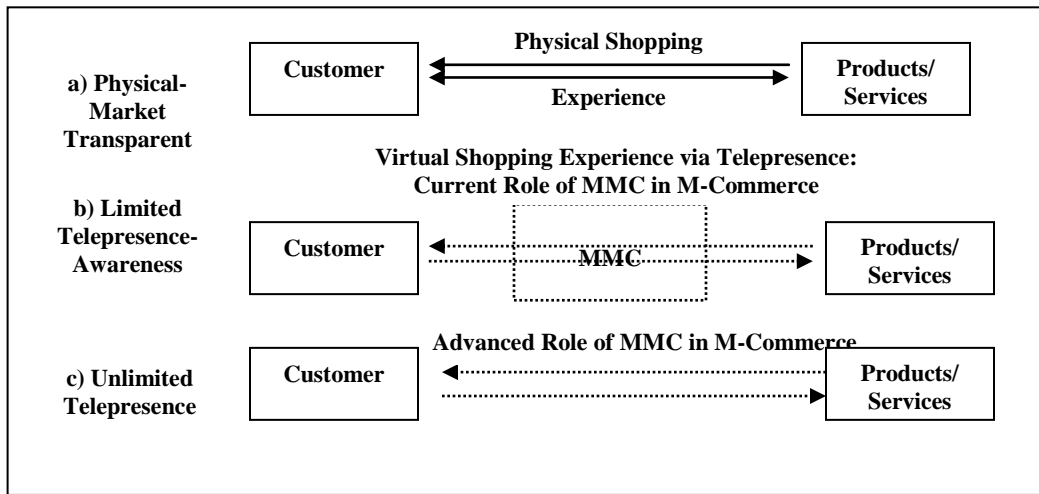 Physical Shopping
Customer
Products/
Services
a) Physical-
Market
Transparent
Experience
Virtual Shopping Experience via Telepresence:
Current Role of MMC in M-Commerce
b) Limited
Telepresence-
Awareness
Customer
MMC
Products/
Services
Advanced Role of MMC in M-Commerce
c) Unlimited
Telepresence
Customer
Products/
Services